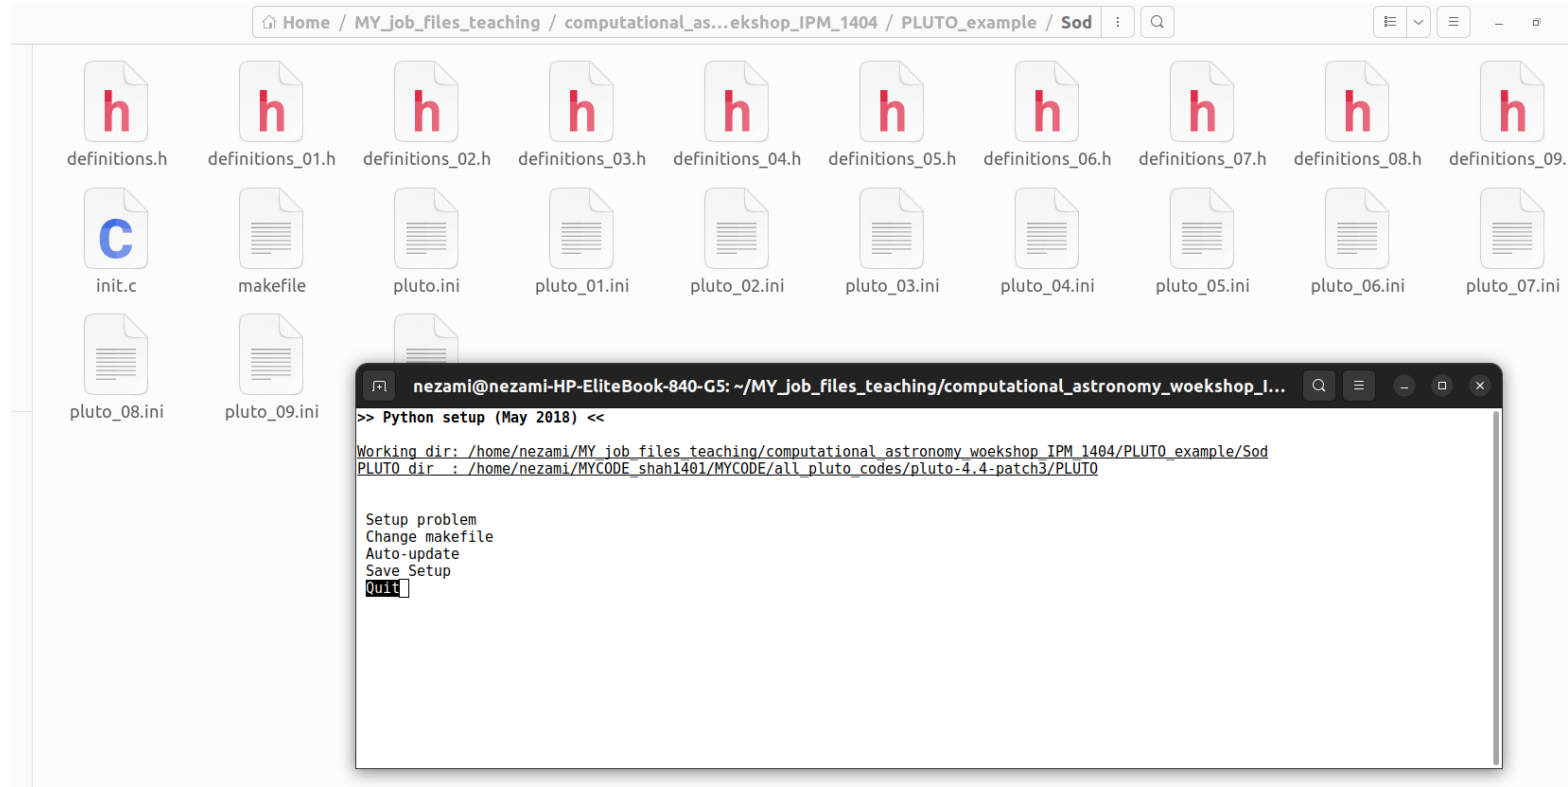 Home / MY_job_files_teaching / computational_as...ekshop_IPM_1404 / PLUTO_example / Sod
h h h h h h h h h h
definitions.h definitions_01.h definitions_02.h definitions_03.h definitions_04.h definitions_05.h definitions_06.h definitions_07.h definitions_08.h definitions_09.
C
init.c makefile pluto.ini pluto_01.ini pluto_02.ini pluto_03.ini pluto_04.ini pluto_05.ini pluto_06.ini pluto_07.ini
pluto_08.ini pluto_09.ini
nezami@nezami-HP-EliteBook-840-G5: ~/MY_job_files_teaching/computational_astronomy_woekshop_I...
>> Python setup (May 2018) <<
Working dir: /home/nezami/MY_job_files_teaching/computational_astronomy_woekshop_IPM_1404/PLUTO_example/Sod
PLUTO dir  : /home/nezami/MYCODE_shah1401/MYCODE/all_pluto_codes/pluto-4.4-patch3/PLUTO
Setup problem
Change makefile
Auto-update
Save Setup
Quit